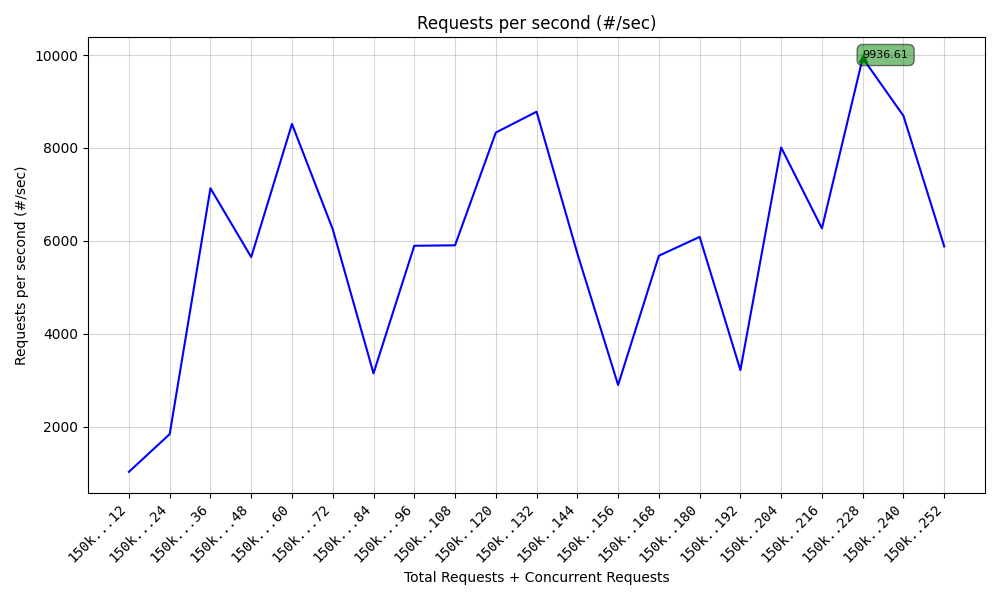 Requests per second (#/sec)
10000
8000
6000
4000
2000
Requests per second (#/sec)
9936.61
150k..12
150k..24
150k..36
150k..48
150k..60
150k..72
150k..84
150k..96
150k..108
150k..120
150k..132
150k..144
150k..156
150k..168
150k..180
150k..192
150k..204
150k..216
150k..228
150k..240
150k..252
Total Requests + Concurrent Requests